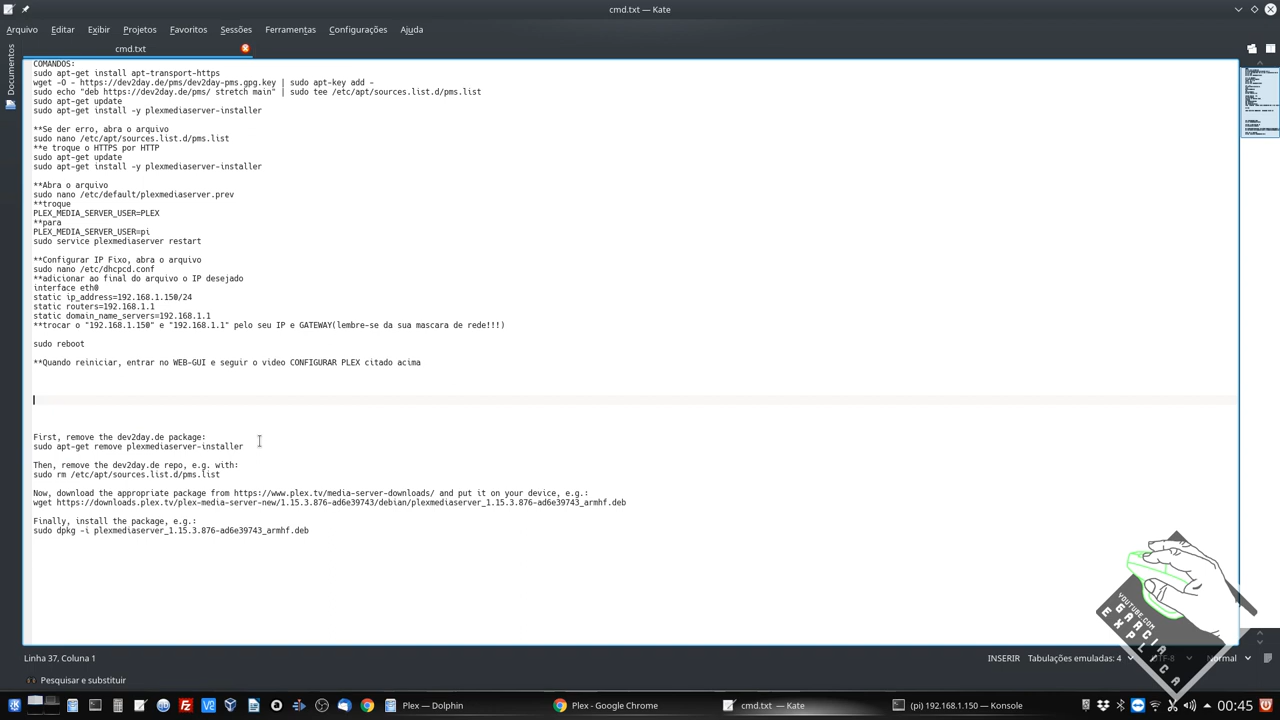 cmd.txt — Kate
Arquivo Editar Exibir Projetos Favoritos Sessões Ferramentas Configurações Ajuda
cmd.txt
Documentos
COMANDOS:
sudo apt-get install apt-transport-https
wget -O - https://dev2day.de/pms/dev2day-pms.gpg.key | sudo apt-key add -
sudo echo "deb https://dev2day.de/pms/ stretch main" | sudo tee /etc/apt/sources.list.d/pms.list
sudo apt-get update
sudo apt-get install -y plexmediaserver-installer
**Se der erro, abra o arquivo
sudo nano /etc/apt/sources.list.d/pms.list
**e troque o HTTPS por HTTP
sudo apt-get update
sudo apt-get install -y plexmediaserver-installer
**Abra o arquivo
sudo nano /etc/default/plexmediaserver.prev
**troque
PLEX_MEDIA_SERVER_USER=PLEX
**para
PLEX_MEDIA_SERVER_USER=pi
sudo service plexmediaserver restart
**Configurar IP Fixo, abra o arquivo
sudo nano /etc/dhcpcd.conf
**adicionar ao final do arquivo o IP desejado
interface eth0
static ip_address=192.168.1.150/24
static routers=192.168.1.1
static domain_name_servers=192.168.1.1
**trocar o "192.168.1.150" e "192.168.1.1" pelo seu IP e GATEWAY(lembre-se da sua mascara de rede!!!)
sudo reboot
**Quando reiniciar, entrar no WEB-GUI e seguir o video CONFIGURAR PLEX citado acima
First, remove the dev2day.de package:
sudo apt-get remove plexmediaserver-installer
Then, remove the dev2day.de repo, e.g. with:
sudo rm /etc/apt/sources.list.d/pms.list
Now, download the appropriate package from https://www.plex.tv/media-server-downloads/ and put it on your device, e.g.:
wget https://downloads.plex.tv/plex-media-server-new/1.15.3.876-ad6e39743/debian/plexmediaserver_1.15.3.876-ad6e39743_armhf.deb
Finally, install the package, e.g.:
sudo dpkg -i plexmediaserver_1.15.3.876-ad6e39743_armhf.deb
YOUTUBE.COM
GARCIA
EXPLICA
Linha 37, Coluna 1 INSERIR Tabulações emuladas: 4 UTF-8 Normal
Pesquisar e substituir
Plex — Dolphin Plex - Google Chrome cmd.txt — Kate (pi) 192.168.1.150 — Konsole 00:45